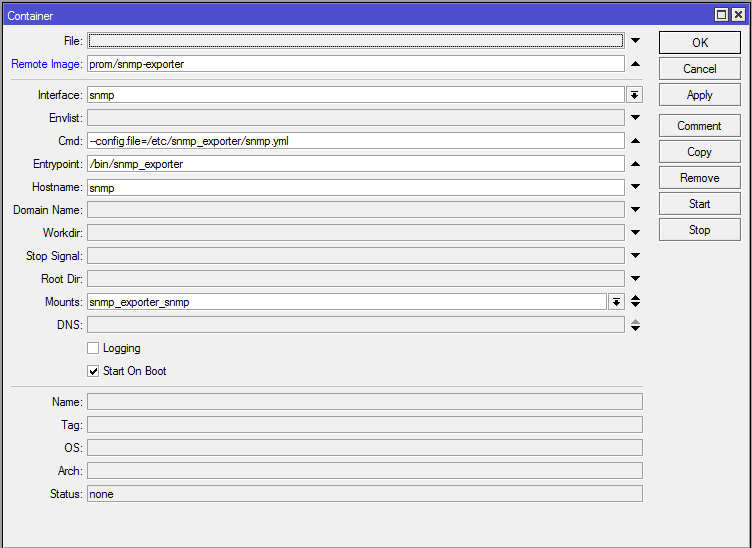 Container
File:
OK
Remote Image: prom/snmp-exporter
Cancel
Interface: snmp
Apply
Envlist:
Comment
Cmd: --config.file=/etc/snmp_exporter/snmp.yml
Copy
Entrypoint: /bin/snmp_exporter
Remove
Hostname: snmp
Start
Domain Name:
Stop
Workdir:
Stop Signal:
Root Dir:
Mounts: snmp_exporter_snmp
DNS:
Logging
Start On Boot
Name:
Tag:
OS:
Arch:
Status: none